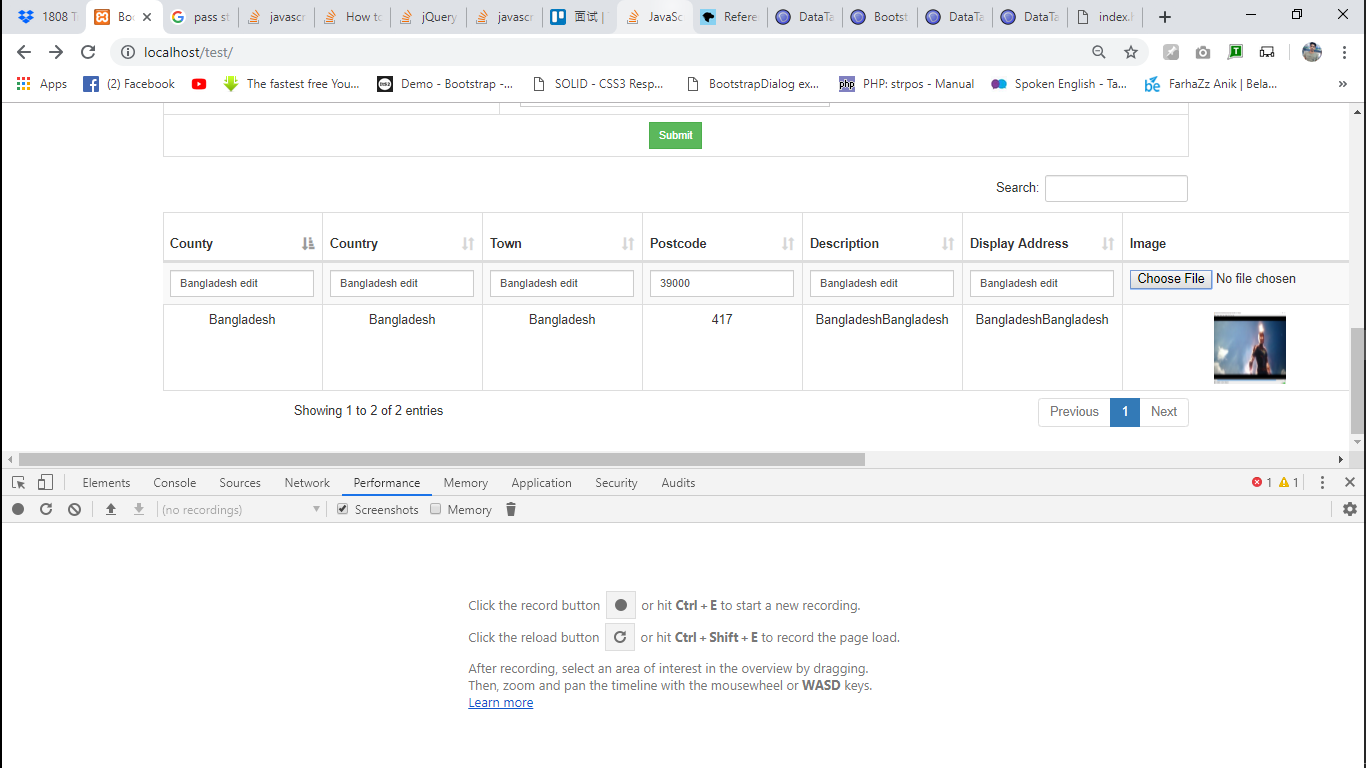 1808 T
Boo
pass st
javascr
How to
jQuery
javascr
面试 |
JavaSc
Refere
DataTa
Bootst
DataTa
DataTa
index.h
localhost/test/
Apps
(2) Facebook
The fastest free You...
Demo - Bootstrap -...
SOLID - CSS3 Resp...
BootstrapDialog ex...
php
PHP: strpos - Manual
Spoken English - Ta...
be
FarhaZz Anik | Bela...
»
Submit
Search:
County Country Town Postcode Description Display Address Image
Bangladesh edit Bangladesh edit Bangladesh edit 39000 Bangladesh edit Bangladesh edit Choose File No file chosen
Bangladesh Bangladesh Bangladesh 417 BangladeshBangladesh BangladeshBangladesh
Showing 1 to 2 of 2 entries Previous 1 Next
Elements Console Sources Network Performance Memory Application Security Audits 1 1
(no recordings) Screenshots Memory
Click the record button or hit Ctrl + E to start a new recording.
Click the reload button or hit Ctrl + Shift + E to record the page load.
After recording, select an area of interest in the overview by dragging.
Then, zoom and pan the timeline with the mousewheel or WASD keys.
Learn more